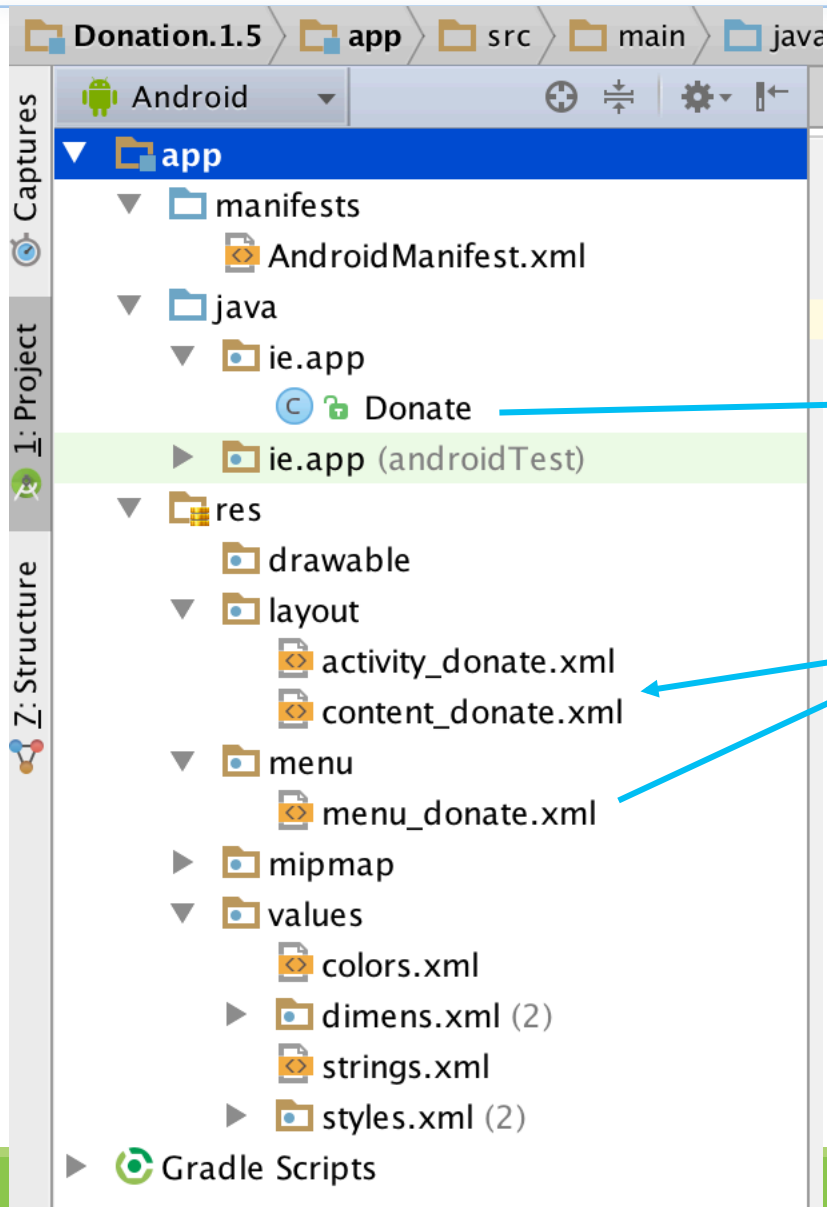 Donation.1.5 app src main java
Captures
1: Project
Z: Structure
Android
app
manifests
AndroidManifest.xml
java
ie.app
C Donate
ie.app (androidTest)
res
drawable
layout
activity_donate.xml
content_donate.xml
menu
menu_donate.xml
mipmap
values
colors.xml
dimens.xml (2)
strings.xml
styles.xml (2)
Gradle Scripts